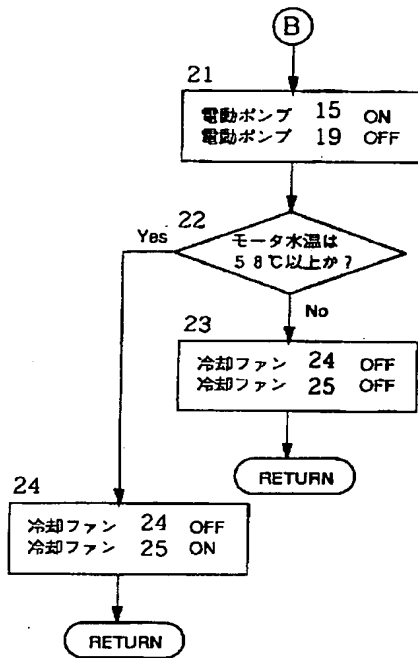 B
21
電動ポンプ 15 ON
電動ポンプ 19 OFF
22
Yes
モータ水温は
58℃以上か?
No
23
冷却ファン 24 OFF
冷却ファン 25 OFF
RETURN
24
冷却ファン 24 OFF
冷却ファン 25 ON
RETURN